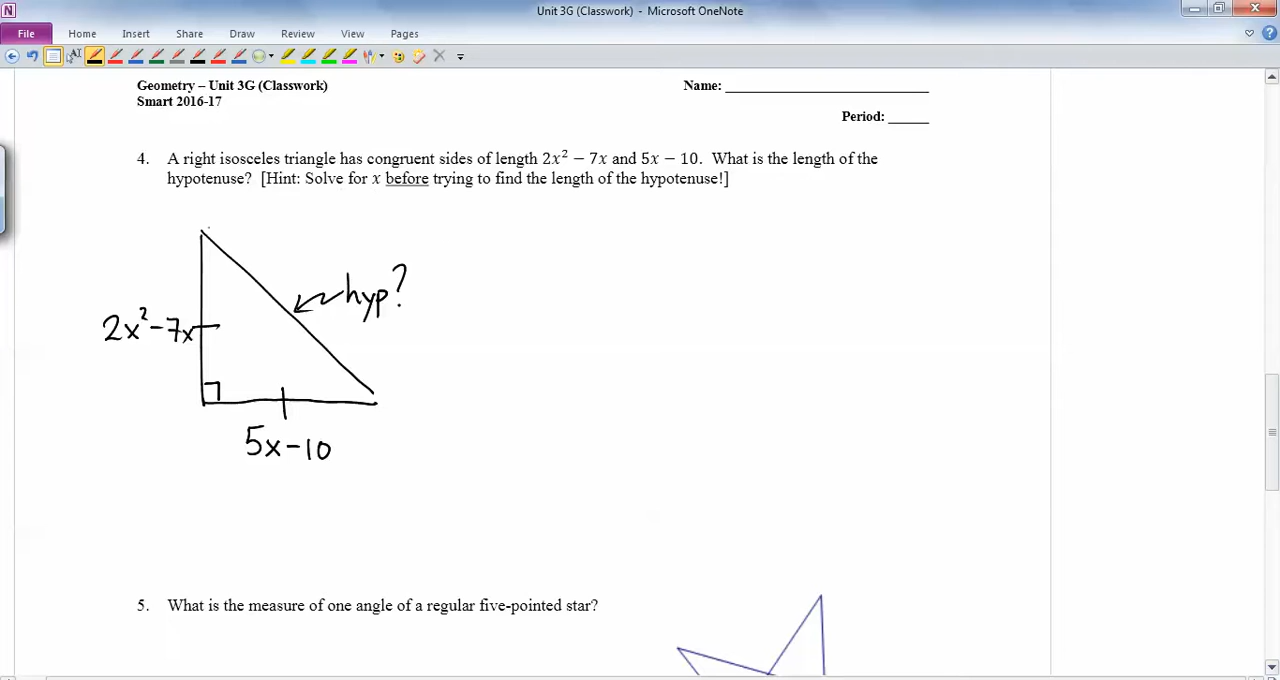 Unit 3G (Classwork) - Microsoft OneNote
File Home Insert Share Draw Review View Pages
Geometry – Unit 3G (Classwork)
Smart 2016-17
Name: ____________________
Period: _____
4. A right isosceles triangle has congruent sides of length 2x² − 7x and 5x − 10. What is the length of the
hypotenuse? [Hint: Solve for x before trying to find the length of the hypotenuse!]
hyp?
2x²-7x
5x-10
5. What is the measure of one angle of a regular five-pointed star?